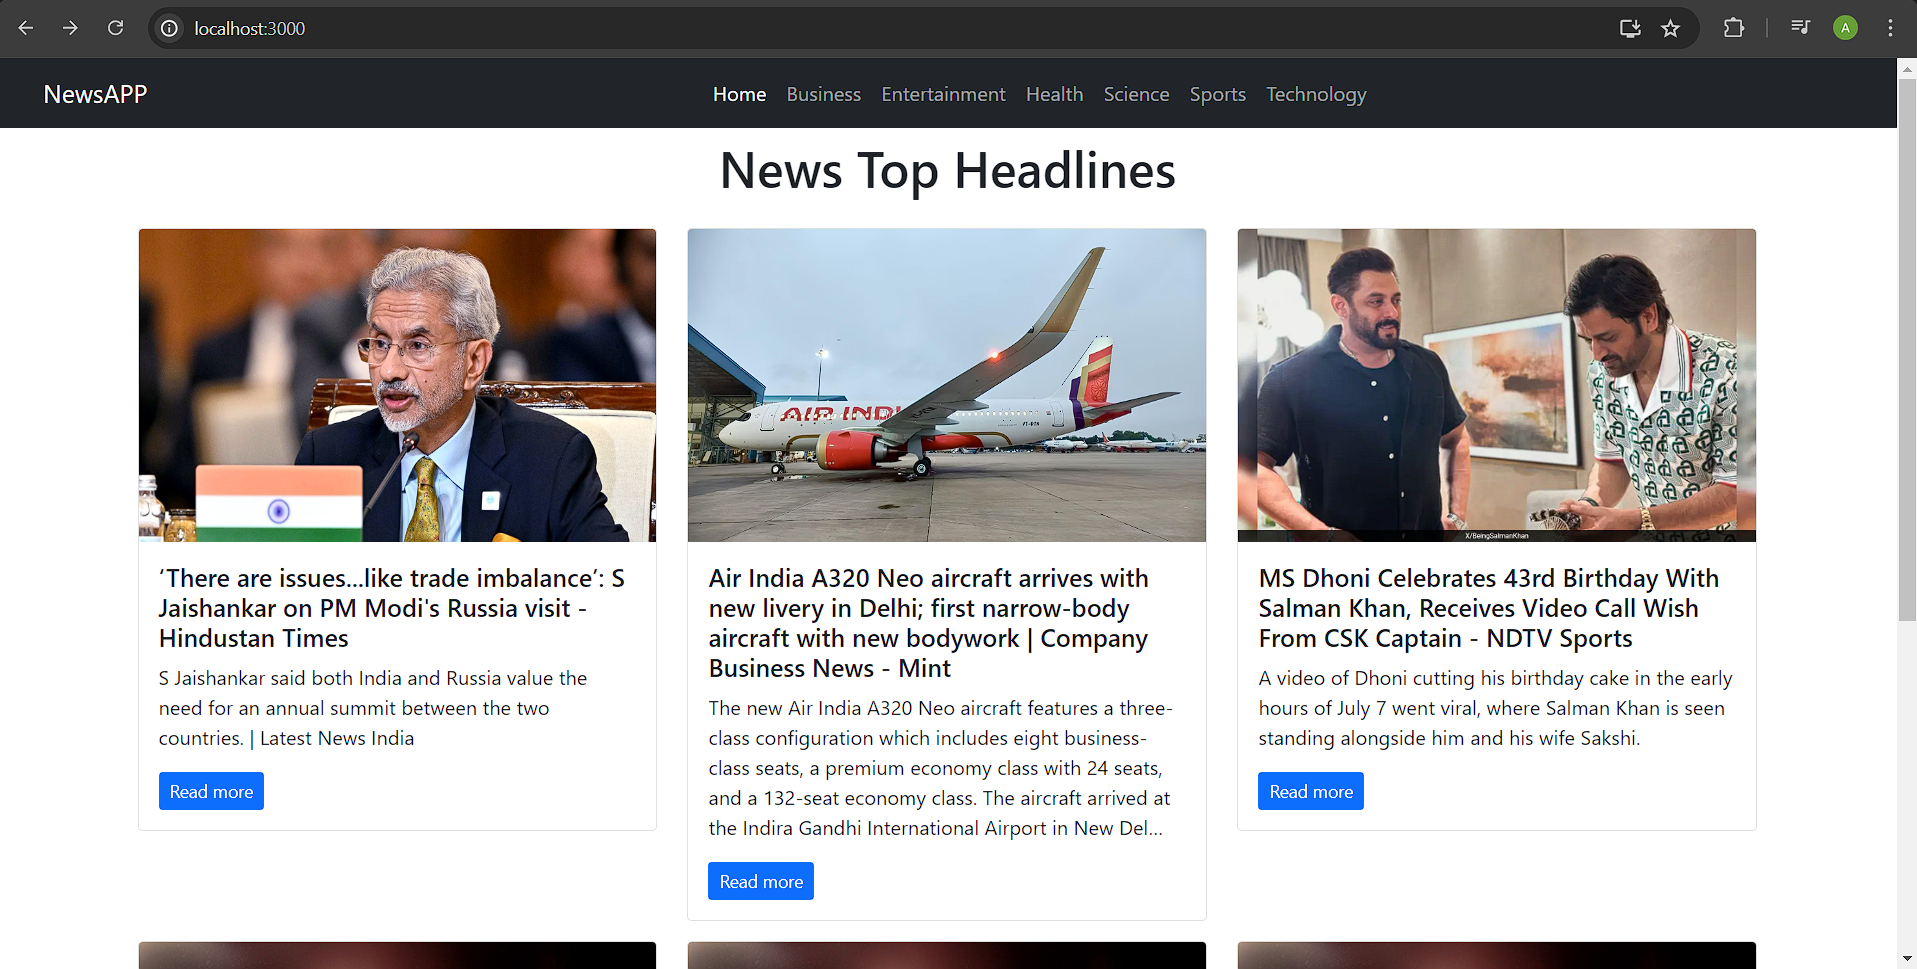 localhost:3000
A
NewsAPP
Home Business Entertainment Health Science Sports Technology
News Top Headlines
AIR INDI
X/BeingSalmanKhan
‘There are issues...like trade imbalance’: S
Jaishankar on PM Modi's Russia visit -
Hindustan Times
S Jaishankar said both India and Russia value the
need for an annual summit between the two
countries. | Latest News India
Read more
Air India A320 Neo aircraft arrives with
new livery in Delhi; first narrow-body
aircraft with new bodywork | Company
Business News - Mint
The new Air India A320 Neo aircraft features a three-
class configuration which includes eight business-
class seats, a premium economy class with 24 seats,
and a 132-seat economy class. The aircraft arrived at
the Indira Gandhi International Airport in New Del...
Read more
MS Dhoni Celebrates 43rd Birthday With
Salman Khan, Receives Video Call Wish
From CSK Captain - NDTV Sports
A video of Dhoni cutting his birthday cake in the early
hours of July 7 went viral, where Salman Khan is seen
standing alongside him and his wife Sakshi.
Read more